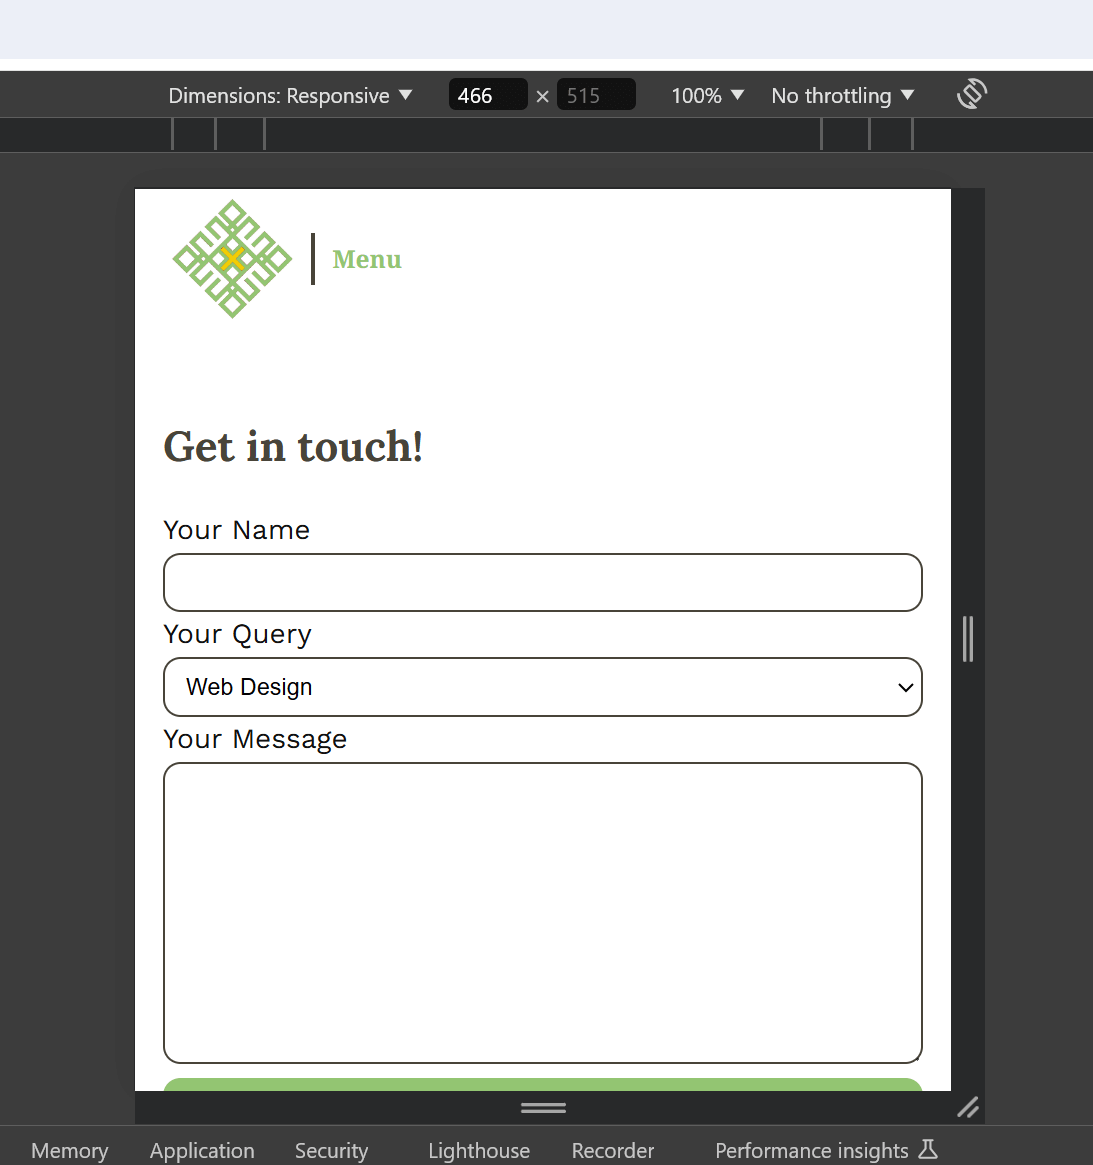 Dimensions: Responsive 466 × 515 100% No throttling
Menu
Get in touch!
Your Name
Your Query
Web Design
Your Message
Memory Application Security Lighthouse Recorder Performance insights